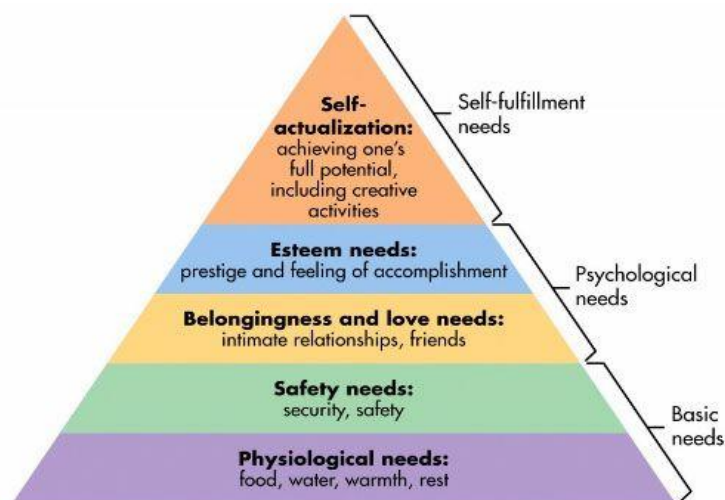 Self-
actualization:
achieving one's
full potential,
including creative
activities
Self-fulfillment
needs
Esteem needs:
prestige and feeling of accomplishment
Psychological
needs
Belongingness and love needs:
intimate relationships, friends
Safety needs:
security, safety
Basic
needs
Physiological needs:
food, water, warmth, rest